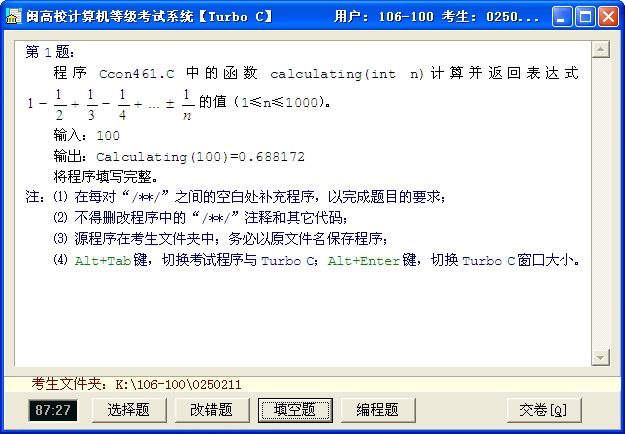 闽高校计算机等级考试系统【Turbo C】 用户: 106-100 考生: 0250...
第 1 题:
程序 Ccon461.C 中的函数 calculating(int n)计算并返回表达式
1 − 1/2 + 1/3 − 1/4 + ... ± 1/n 的值 (1≤n≤1000)。
输入: 100
输出: Calculating(100)=0.688172
将程序填写完整。
注: ⑴ 在每对“/**/”之间的空白处补充程序, 以完成题目的要求;
⑵ 不得删改程序中的“/**/”注释和其它代码;
⑶ 源程序在考生文件夹中; 务必以原文件名保存程序;
⑷ Alt+Tab 键, 切换考试程序与 Turbo C; Alt+Enter 键, 切换 Turbo C 窗口大小。
考生文件夹: K:\106-100\0250211
87:27 选择题 改错题 填空题 编程题 交卷[Q]